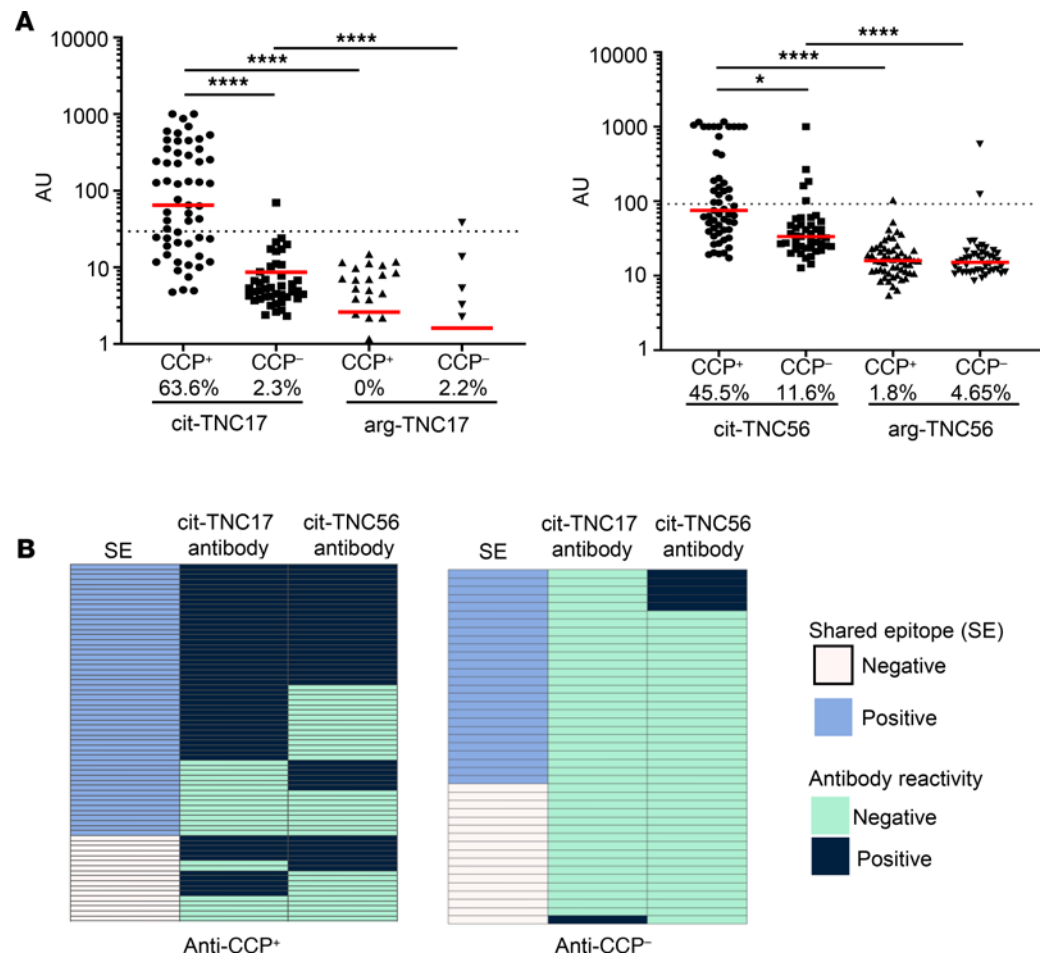 A
10000
1000
100
10
1
AU
****
****
****
CCP⁺ CCP⁻ CCP⁺ CCP⁻
63.6% 2.3% 0% 2.2%
cit-TNC17 arg-TNC17
10000
1000
100
10
1
AU
****
****
*
CCP⁺ CCP⁻ CCP⁺ CCP⁻
45.5% 11.6% 1.8% 4.65%
cit-TNC56 arg-TNC56
B
SE
cit-TNC17
antibody
cit-TNC56
antibody
Anti-CCP⁺
SE
cit-TNC17
antibody
cit-TNC56
antibody
Anti-CCP⁻
Shared epitope (SE)
Negative
Positive
Antibody reactivity
Negative
Positive